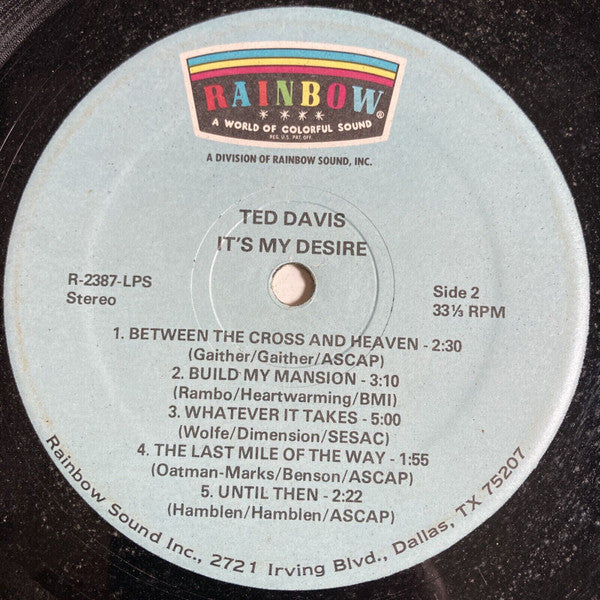 RAINBOW
★ ★ ★ ★
A WORLD OF COLORFUL SOUND
REG. U.S. PAT. OFF.
®
A DIVISION OF RAINBOW SOUND, INC.
TED DAVIS
IT'S MY DESIRE
R-2387-LPS
Stereo
Side 2
33⅓ RPM
1. BETWEEN THE CROSS AND HEAVEN - 2:30
(Gaither/Gaither/ASCAP)
2. BUILD MY MANSION - 3:10
(Rambo/Heartwarming/BMI)
3. WHATEVER IT TAKES - 5:00
(Wolfe/Dimension/SESAC)
4. THE LAST MILE OF THE WAY - 1:55
(Oatman-Marks/Benson/ASCAP)
5. UNTIL THEN - 2:22
(Hamblen/Hamblen/ASCAP)
Rainbow Sound Inc., 2721 Irving Blvd., Dallas, TX 75207